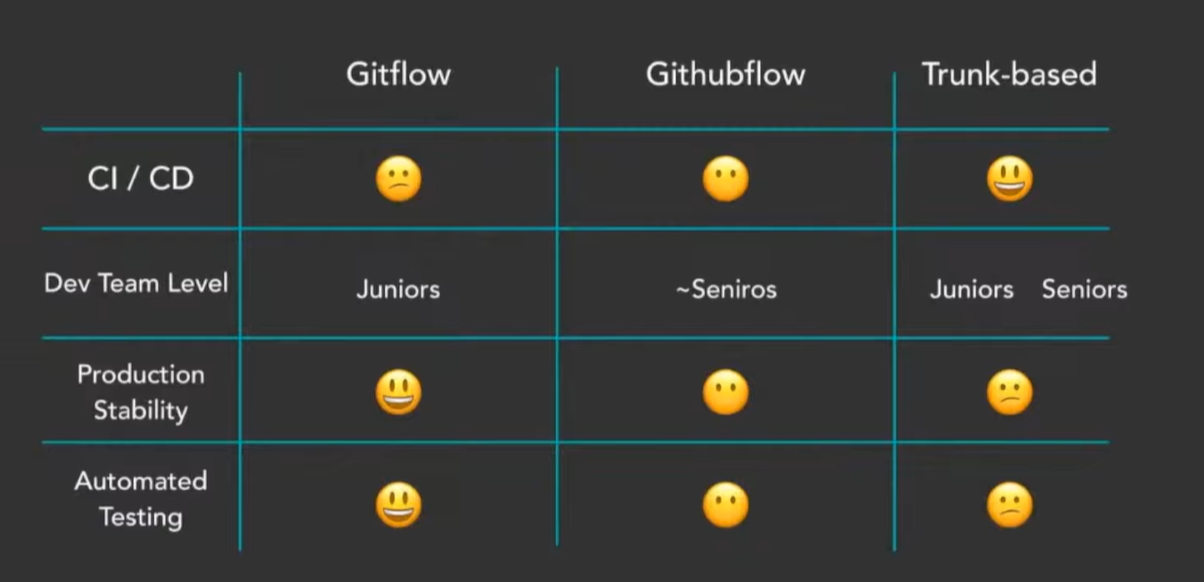 Gitflow Githubflow Trunk-based
CI / CD
Dev Team Level Juniors ~Seniros Juniors Seniors
Production
Stability
Automated
Testing